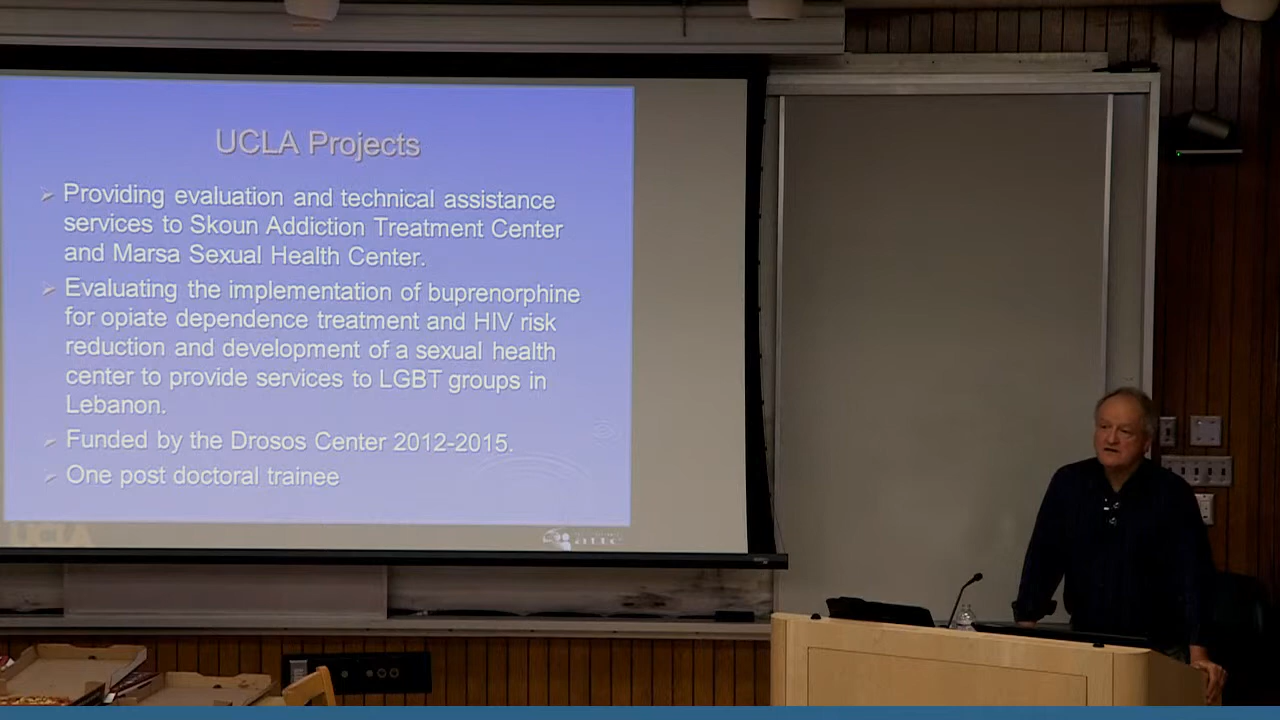 UCLA Projects
Providing evaluation and technical assistance
services to Skoun Addiction Treatment Center
and Marsa Sexual Health Center.
Evaluating the implementation of buprenorphine
for opiate dependence treatment and HIV risk
reduction and development of a sexual health
center to provide services to LGBT groups in
Lebanon.
Funded by the Drosos Center 2012-2015.
One post doctoral trainee
UCLA
attc